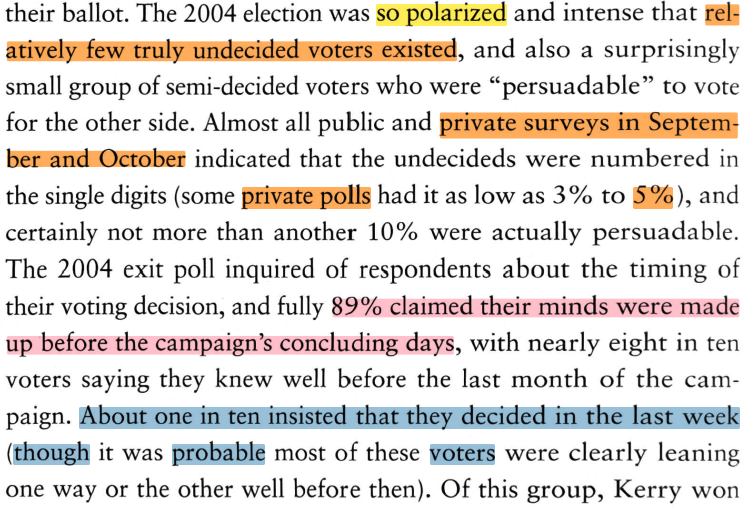 their ballot. The 2004 election was so polarized and intense that rel-
atively few truly undecided voters existed, and also a surprisingly
small group of semi-decided voters who were “persuadable” to vote
for the other side. Almost all public and private surveys in Septem-
ber and October indicated that the undecideds were numbered in
the single digits (some private polls had it as low as 3% to 5%), and
certainly not more than another 10% were actually persuadable.
The 2004 exit poll inquired of respondents about the timing of
their voting decision, and fully 89% claimed their minds were made
up before the campaign’s concluding days, with nearly eight in ten
voters saying they knew well before the last month of the cam-
paign. About one in ten insisted that they decided in the last week
(though it was probable most of these voters were clearly leaning
one way or the other well before then). Of this group, Kerry won